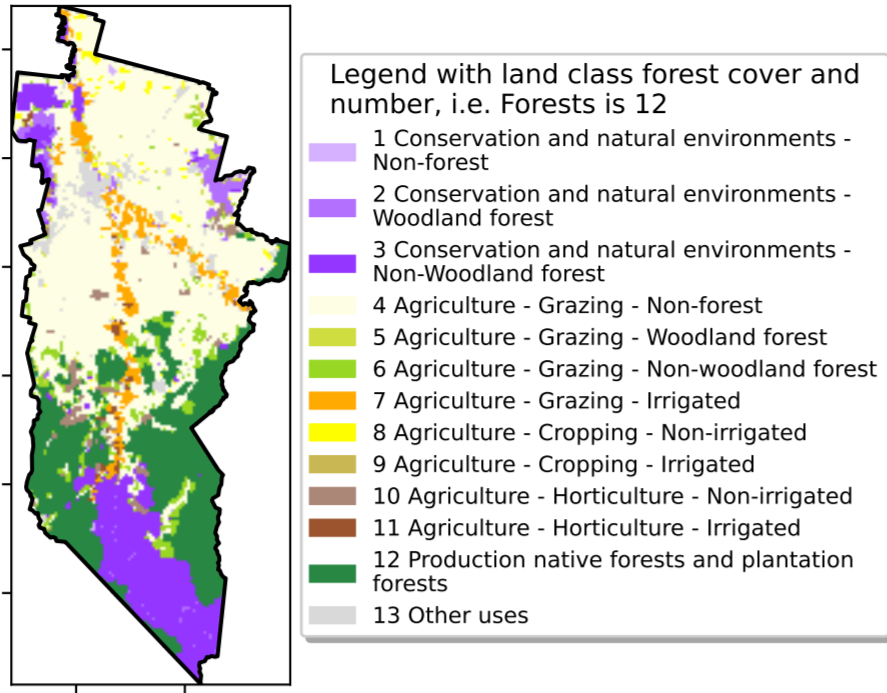 Legend with land class forest cover and
number, i.e. Forests is 12
1 Conservation and natural environments -
Non-forest
2 Conservation and natural environments -
Woodland forest
3 Conservation and natural environments -
Non-Woodland forest
4 Agriculture - Grazing - Non-forest
5 Agriculture - Grazing - Woodland forest
6 Agriculture - Grazing - Non-woodland forest
7 Agriculture - Grazing - Irrigated
8 Agriculture - Cropping - Non-irrigated
9 Agriculture - Cropping - Irrigated
10 Agriculture - Horticulture - Non-irrigated
11 Agriculture - Horticulture - Irrigated
12 Production native forests and plantation
forests
13 Other uses